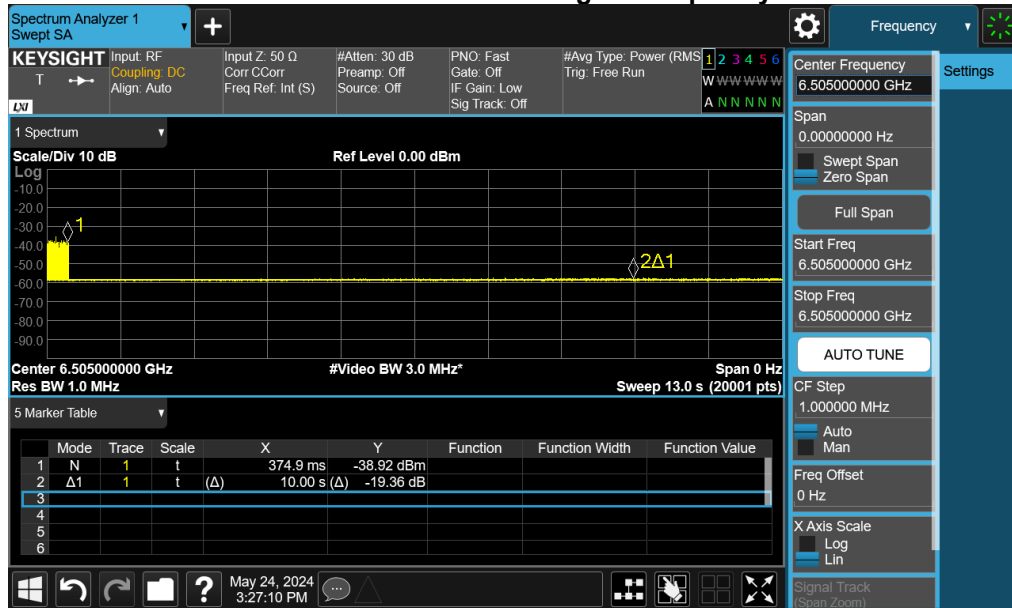 Spectrum Analyzer 1
Swept SA
+
Frequency
KEYSIGHT
T
LXI
Input: RF
Coupling: DC
Align: Auto
Input Z: 50 Ω
Corr CCorr
Freq Ref: Int (S)
#Atten: 30 dB
Preamp: Off
Source: Off
PNO: Fast
Gate: Off
IF Gain: Low
Sig Track: Off
#Avg Type: Power (RMS
Trig: Free Run
1 2 3 4 5 6
W W W W W W
A N N N N N
1 Spectrum
Scale/Div 10 dB
Ref Level 0.00 dBm
Log
-10.0
-20.0
-30.0
-40.0
-50.0
-60.0
-70.0
-80.0
-90.0
1
2Δ1
Center 6.505000000 GHz
#Video BW 3.0 MHz*
Span 0 Hz
Res BW 1.0 MHz
Sweep 13.0 s (20001 pts)
5 Marker Table
Mode Trace Scale X Y Function Function Width Function Value
1 N 1 t 374.9 ms -38.92 dBm
2 Δ1 1 t (Δ) 10.00 s (Δ) -19.36 dB
3
4
5
6
?
May 24, 2024
3:27:10 PM
Center Frequency
6.505000000 GHz
Settings
Span
0.00000000 Hz
Swept Span
Zero Span
Full Span
Start Freq
6.505000000 GHz
Stop Freq
6.505000000 GHz
AUTO TUNE
CF Step
1.000000 MHz
Auto
Man
Freq Offset
0 Hz
X Axis Scale
Log
Lin
Signal Track
(Span Zoom)